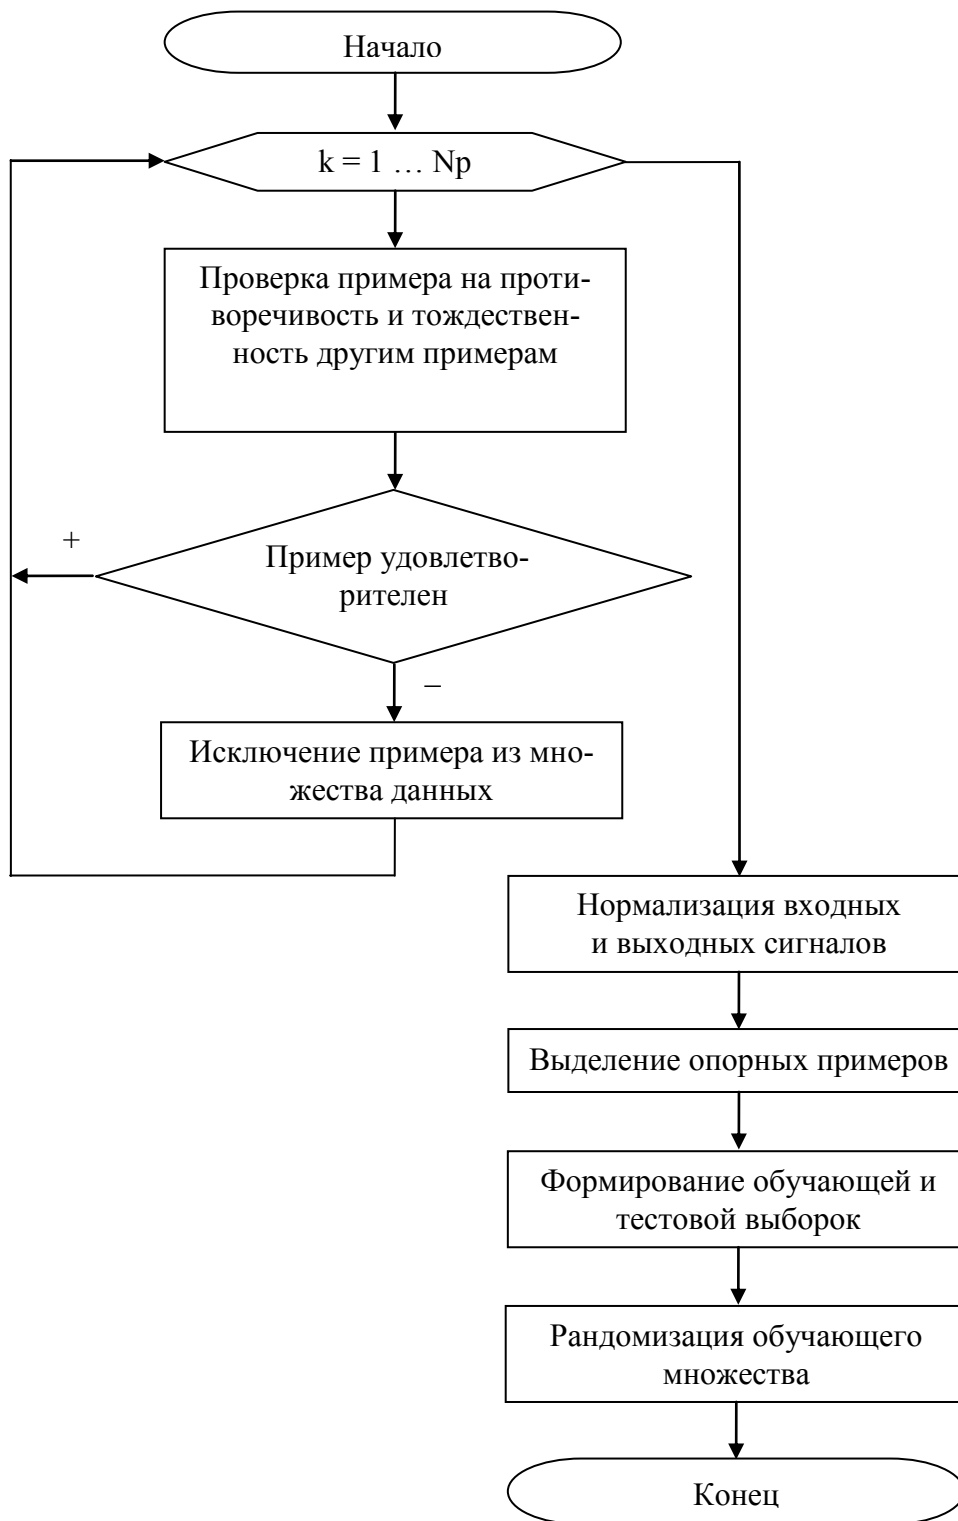 Начало
k = 1 … Np
Проверка примера на проти-
воречивость и тождествен-
ность другим примерам
+
Пример удовлетво-
рителен
–
Исключение примера из мно-
жества данных
Нормализация входных
и выходных сигналов
Выделение опорных примеров
Формирование обучающей и
тестовой выборок
Рандомизация обучающего
множества
Конец